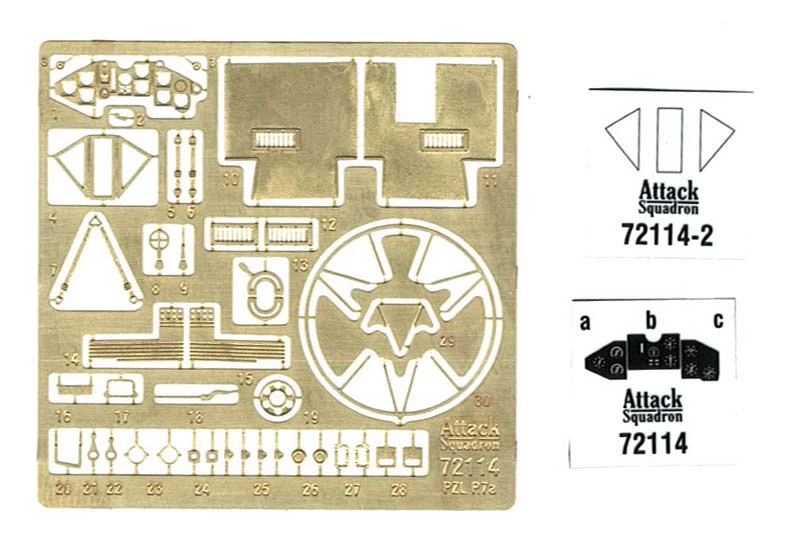 3 3
2
10 11
4 5 6
12
7
8 9 13
14 15
29
30
16 17 18 19
Attack
Squadron
72114
PZL P.7a
20 21 22 23 24 25 26 27 28
Attack
Squadron
72114-2
a b c
Attack
Squadron
72114